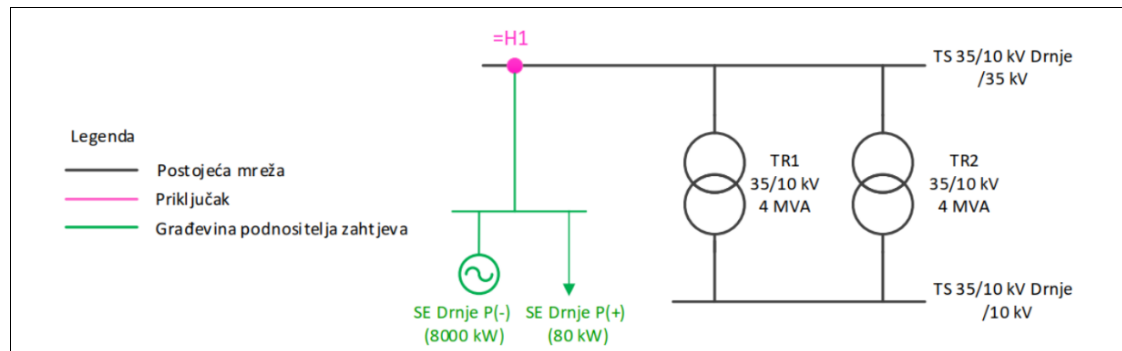 =H1
TS 35/10 kV Drnje
/35 kV
Legenda
Postojeća mreža
Priključak
Građevina podnositelja zahtjeva
TR1
35/10 kV
4 MVA
TR2
35/10 kV
4 MVA
SE Drnje P(-)
(8000 kW)
SE Drnje P(+)
(80 kW)
TS 35/10 kV Drnje
/10 kV